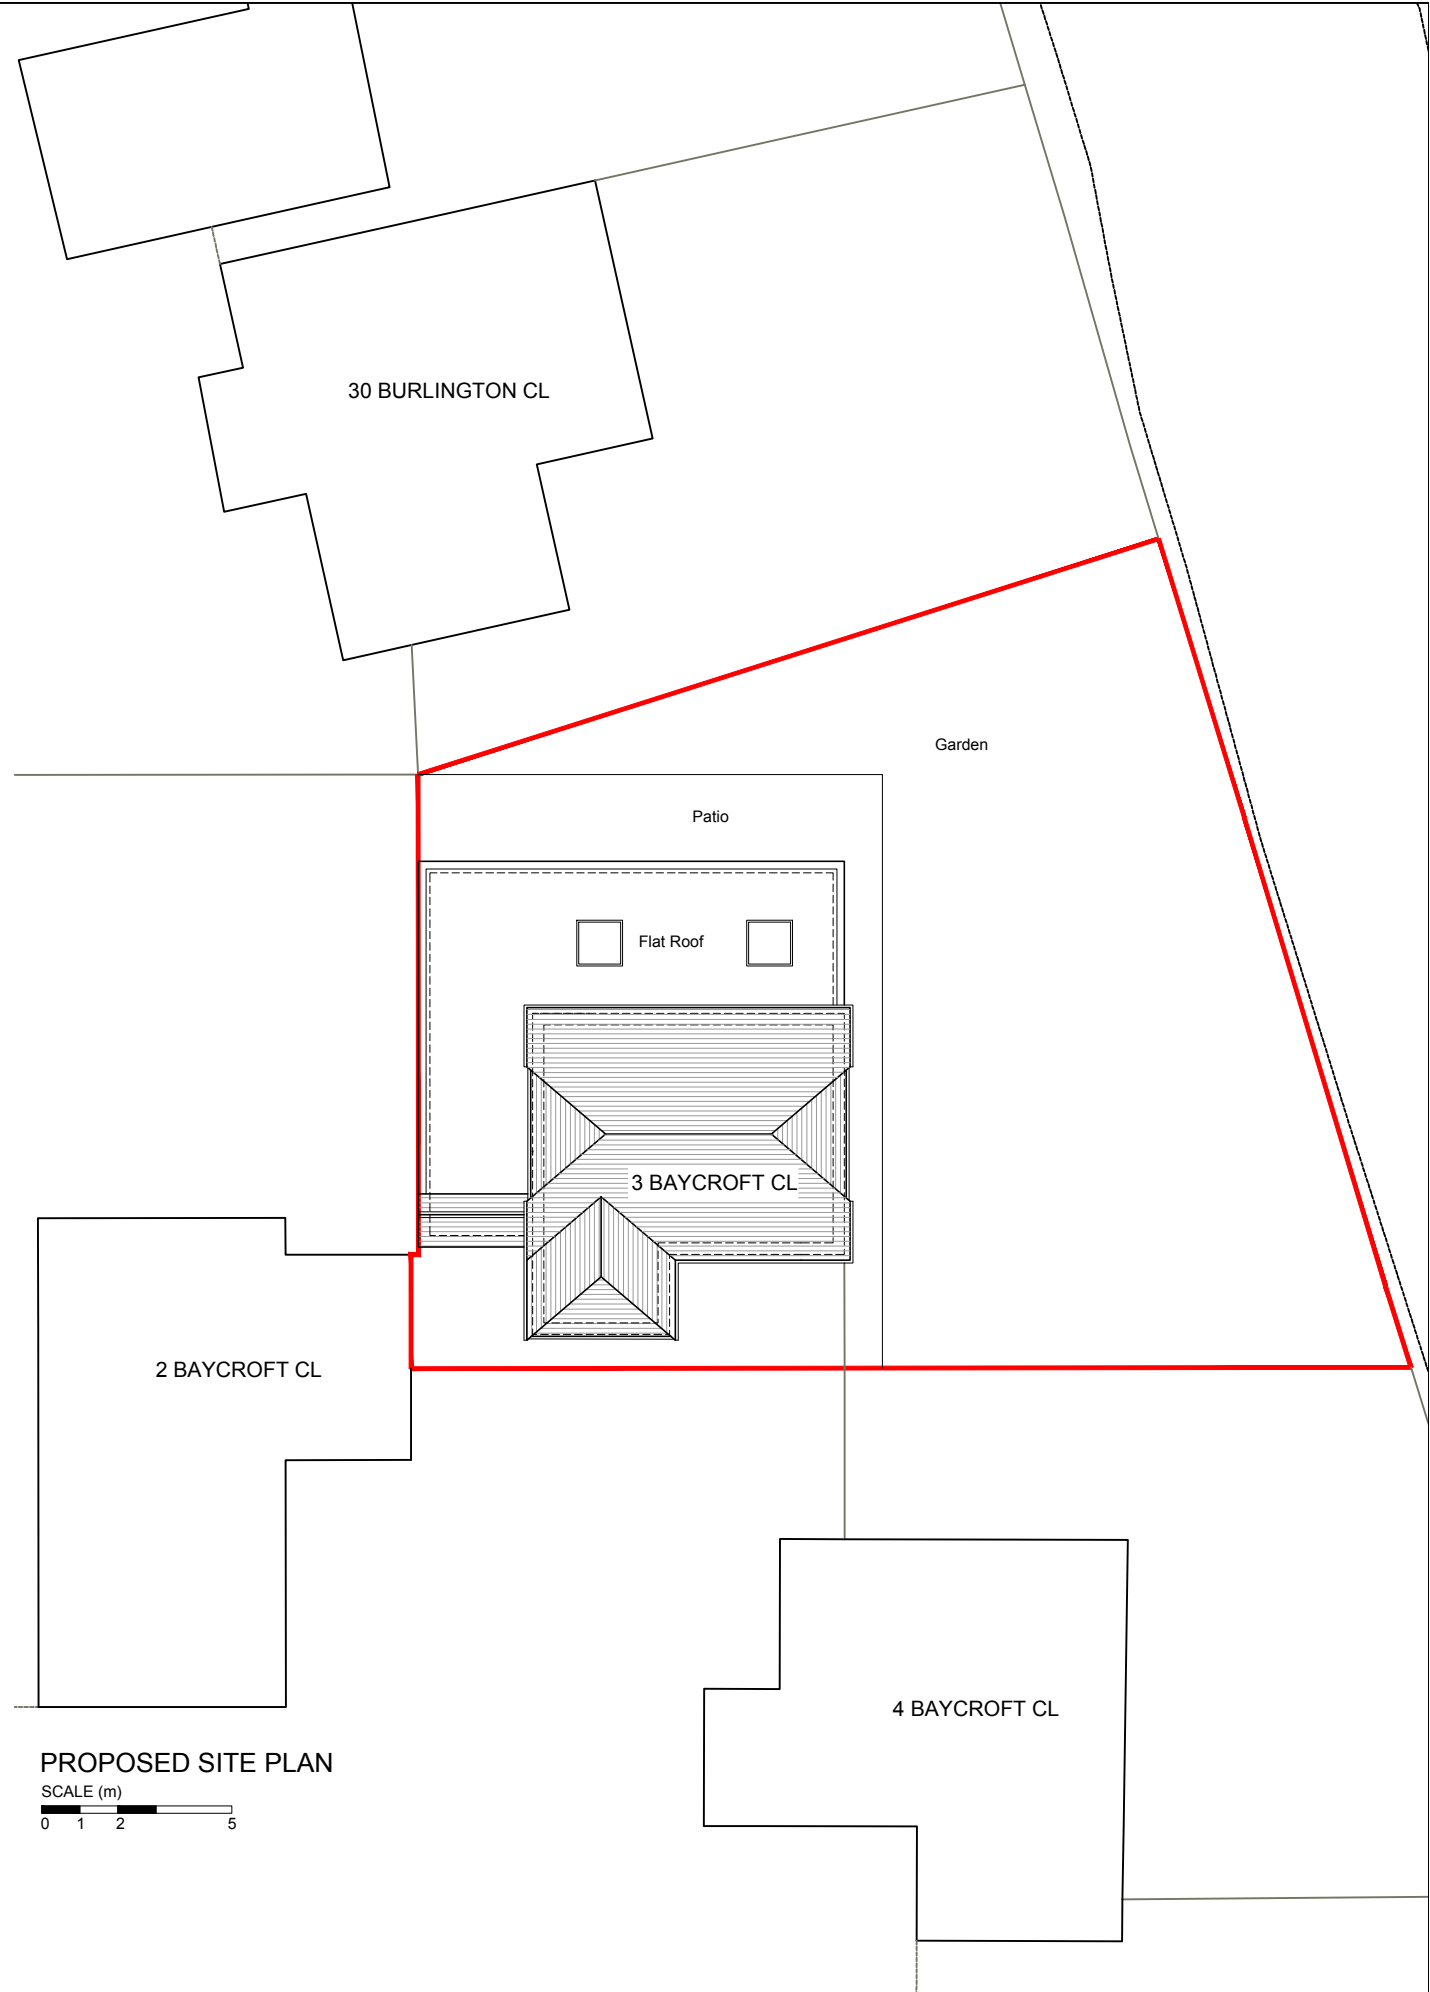 30 BURLINGTON CL
Garden
Patio
Flat Roof
3 BAYCROFT CL
2 BAYCROFT CL
4 BAYCROFT CL
PROPOSED SITE PLAN
SCALE (m)
0 1 2 5